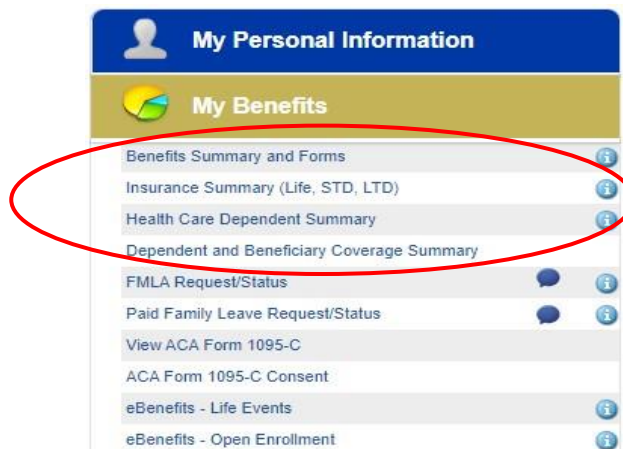 My Personal Information
My Benefits
Benefits Summary and Forms
Insurance Summary (Life, STD, LTD)
Health Care Dependent Summary
Dependent and Beneficiary Coverage Summary
FMLA Request/Status
Paid Family Leave Request/Status
View ACA Form 1095-C
ACA Form 1095-C Consent
eBenefits - Life Events
eBenefits - Open Enrollment